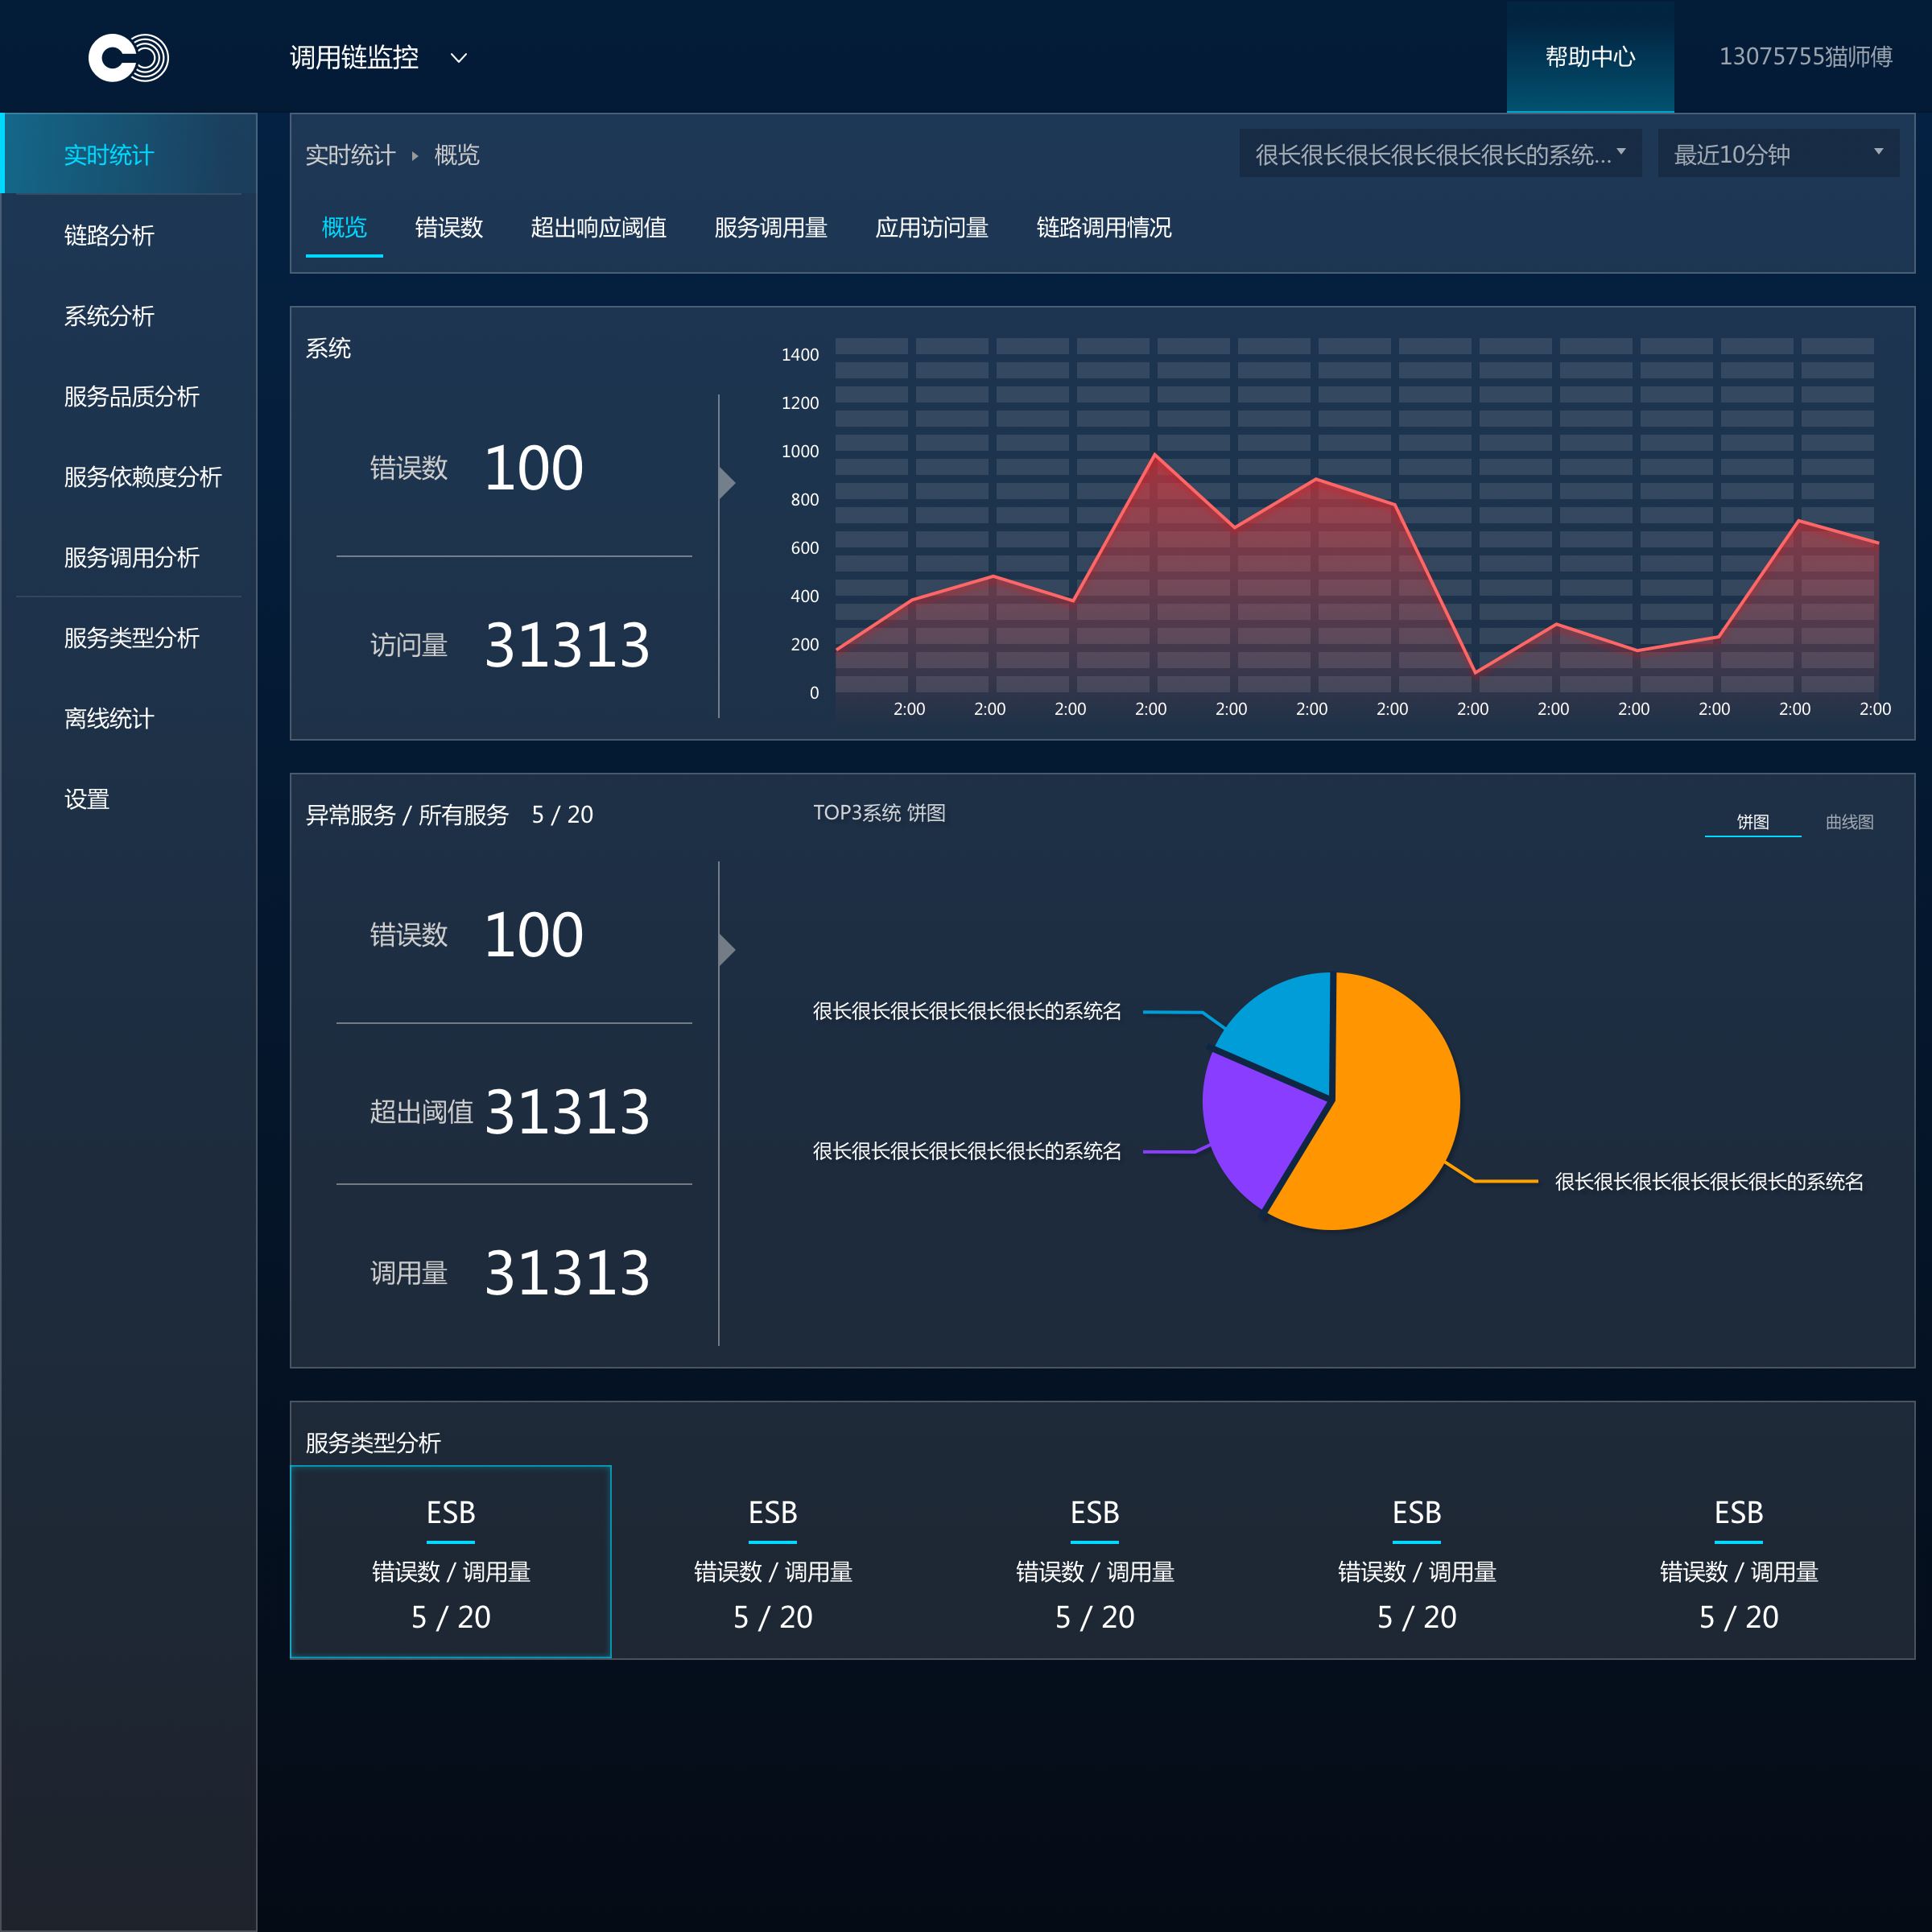 调用链监控
帮助中心
13075755猫师傅
实时统计
链路分析
系统分析
服务品质分析
服务依赖度分析
服务调用分析
服务类型分析
离线统计
设置
实时统计 概览
很长很长很长很长很长很长的系统...
最近10分钟
概览 错误数 超出响应阈值 服务调用量 应用访问量 链路调用情况
系统
错误数 100
访问量 31313
1400
1200
1000
800
600
400
200
0
2:00 2:00 2:00 2:00 2:00 2:00 2:00 2:00 2:00 2:00 2:00 2:00 2:00
异常服务 / 所有服务 5 / 20
TOP3系统 饼图
饼图 曲线图
错误数 100
超出阈值 31313
调用量 31313
很长很长很长很长很长很长的系统名
很长很长很长很长很长很长的系统名
很长很长很长很长很长很长的系统名
服务类型分析
ESB ESB ESB ESB ESB
错误数 / 调用量 错误数 / 调用量 错误数 / 调用量 错误数 / 调用量 错误数 / 调用量
5 / 20 5 / 20 5 / 20 5 / 20 5 / 20